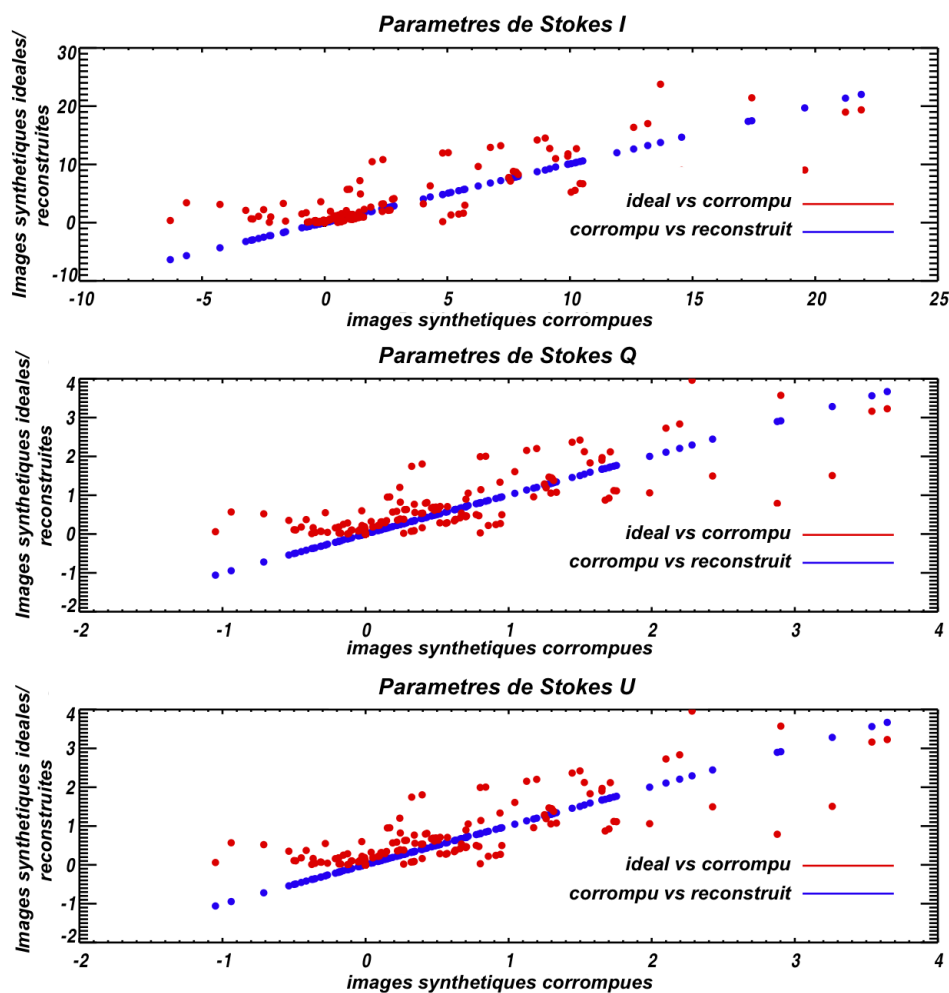 Parametres de Stokes I
Images synthetiques ideales/
reconstruites
30
20
10
0
-10
ideal vs corrompu
corrompu vs reconstruit
-10 -5 0 5 10 15 20 25
images synthetiques corrompues
Parametres de Stokes Q
Images synthetiques ideales/
reconstruites
4
3
2
1
0
-1
-2
ideal vs corrompu
corrompu vs reconstruit
-2 -1 0 1 2 3 4
images synthetiques corrompues
Parametres de Stokes U
Images synthetiques ideales/
reconstruites
4
3
2
1
0
-1
-2
ideal vs corrompu
corrompu vs reconstruit
-2 -1 0 1 2 3 4
images synthetiques corrompues